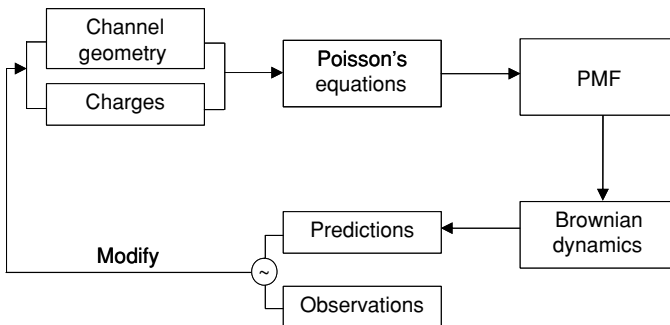 Channel
geometry
Charges
Poisson's
equations
PMF
Brownian
dynamics
Predictions
~
Observations
Modify